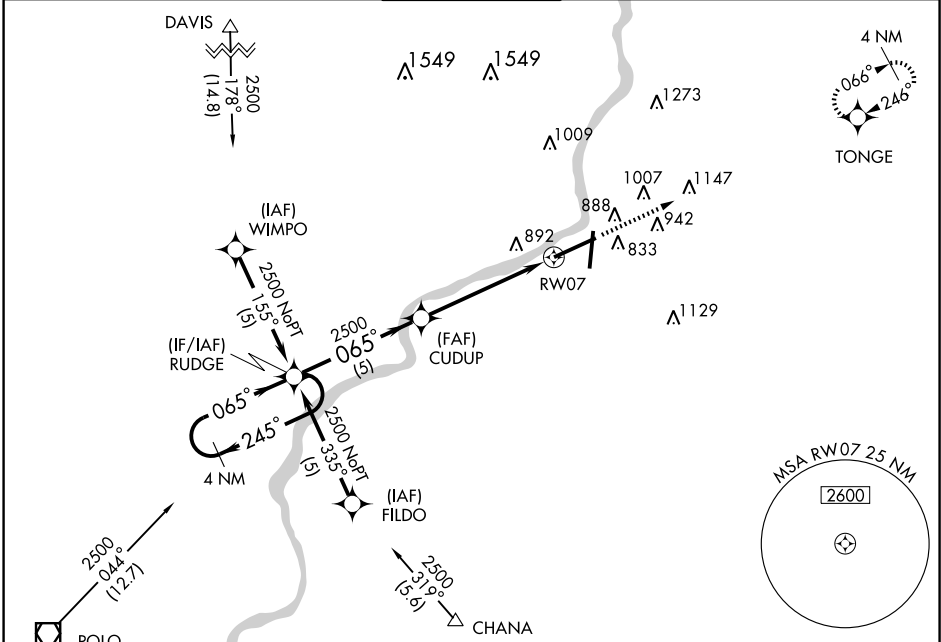 DAVIS
2500
178°
(14.8)
1549
1549
1273
1009
4 NM
066°
246°
TONGE
1007
1147
888
942
833
892
RW07
1129
(IAF)
WIMPO
2500 NoPT
155°
(5)
(IF/IAF)
RUDGE
2500
065°
(5)
(FAF)
CUDUP
065°
245°
4 NM
2500 NoPT
335°
(5)
(IAF)
FILDO
2500
044°
(12.7)
2500
319°
(5.6)
CHANA
MSA RW07 25 NM
2600
POLO